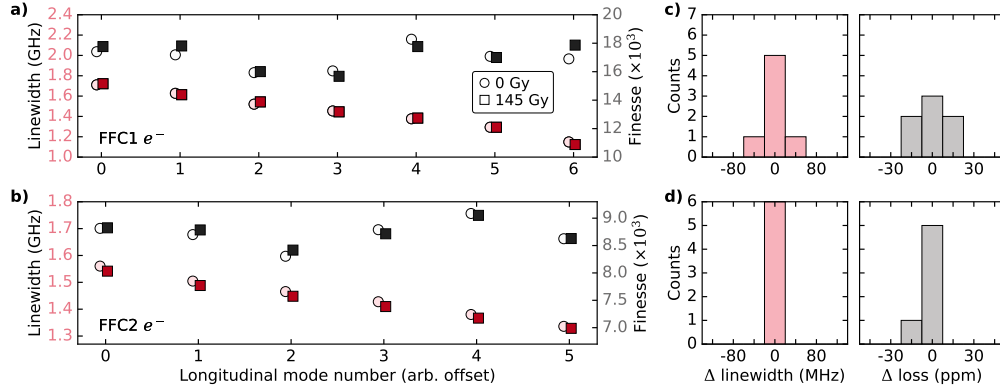 a)
Linewidth (GHz)
2.4
2.2
2.0
1.8
1.6
1.4
1.2
1.0
FFC1 e⁻
0 Gy
145 Gy
20
18
16
14
12
10
Finesse (×10³)
0 1 2 3 4 5 6
b)
Linewidth (GHz)
1.8
1.7
1.6
1.5
1.4
1.3
FFC2 e⁻
9.0
8.5
8.0
7.5
7.0
Finesse (×10³)
0 1 2 3 4 5
Longitudinal mode number (arb. offset)
c)
Counts
7
6
5
4
3
2
1
0
-80 0 80
-30 0 30
d)
Counts
6
5
4
3
2
1
0
-80 0 80
Δ linewidth (MHz)
-30 0 30
Δ loss (ppm)